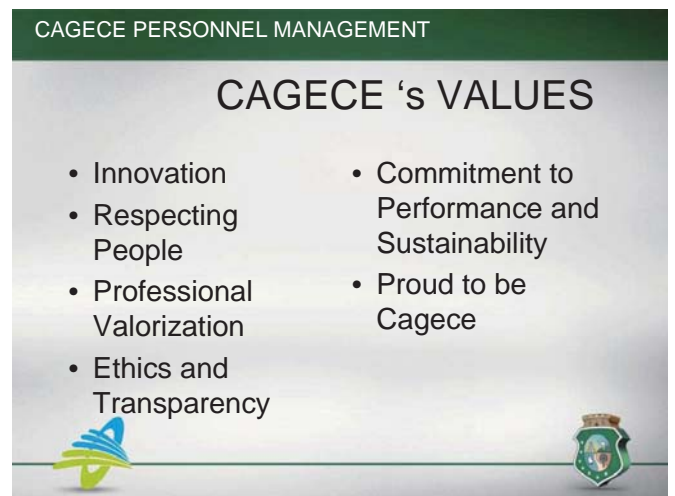 CAGECE PERSONNEL MANAGEMENT
CAGECE ‘s VALUES
• Innovation
• Respecting
People
• Professional
Valorization
• Ethics and
Transparency
• Commitment to
Performance and
Sustainability
• Proud to be
Cagece